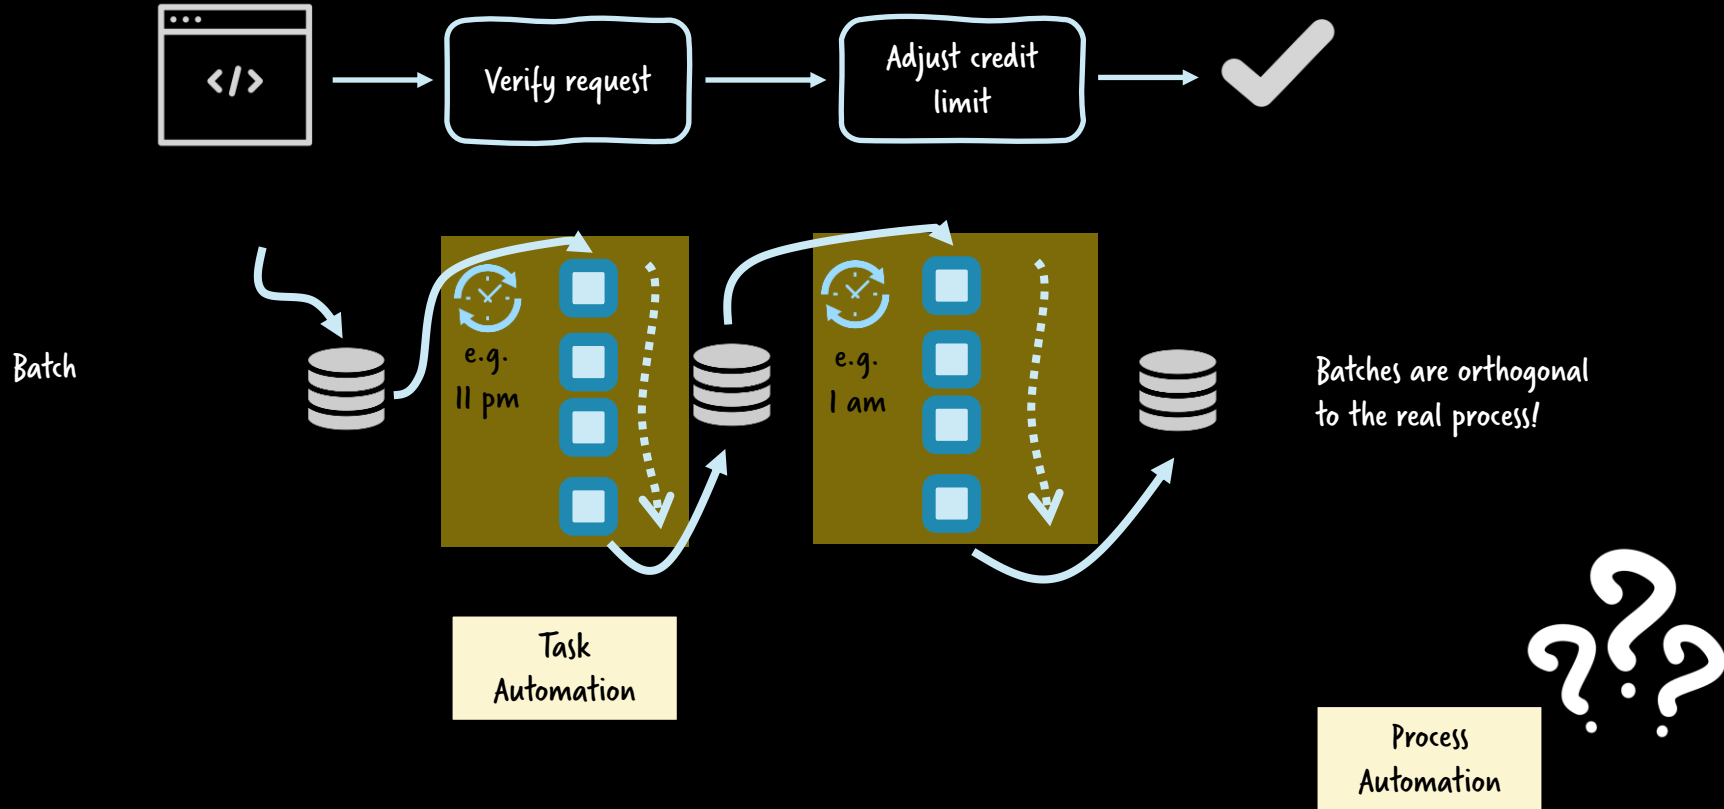 </>
Verify request
Adjust credit
limit
Batch
e.g.
11 pm
e.g.
1 am
Batches are orthogonal
to the real process!
Task
Automation
???
Process
Automation